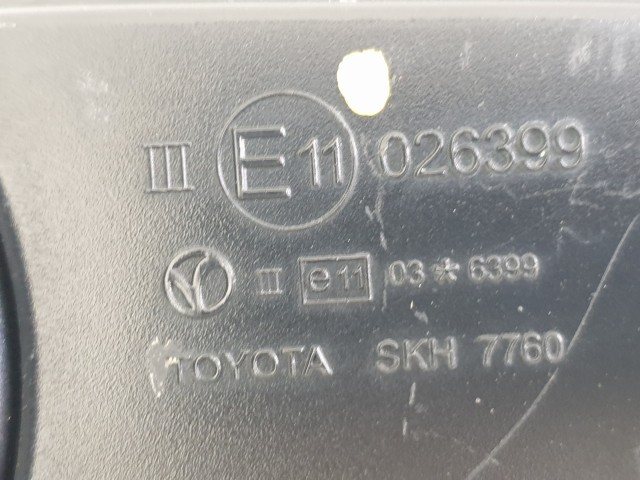 III E11 026399
III e11 03*6399
TOYOTA SKH 7760